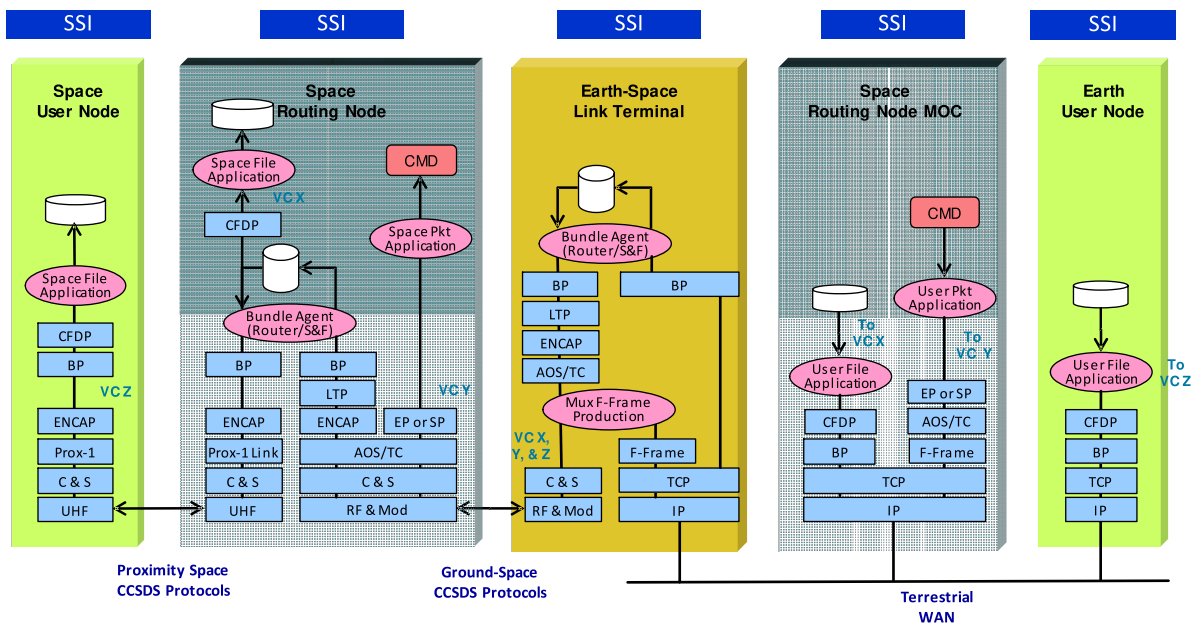 SSI
SSI
SSI
SSI
SSI
Space
User Node
Space File
Application
CFDP
BP
VC Z
ENCAP
Prox-1
C & S
UHF
Space
Routing Node
Space File
Application
VC X
CFDP
CMD
Space Pkt
Application
Bundle Agent
(Router/S&F)
BP
BP
LTP
VC Y
ENCAP
ENCAP
EP or SP
Prox-1 Link
AOS/TC
C & S
C & S
UHF
RF & Mod
Earth-Space
Link Terminal
Bundle Agent
(Router/S&F)
BP
BP
LTP
ENCAP
AOS/TC
Mux F-Frame
Production
VC X,
Y, & Z
F-Frame
C & S
TCP
RF & Mod
IP
Space
Routing Node MOC
CMD
User Pkt
Application
To
VC X
To
VC Y
User File
Application
EP or SP
CFDP
AOS/TC
BP
F-Frame
TCP
IP
Earth
User Node
User File
Application
To
VC Z
CFDP
BP
TCP
IP
Proximity Space
CCSDS Protocols
Ground-Space
CCSDS Protocols
Terrestrial
WAN